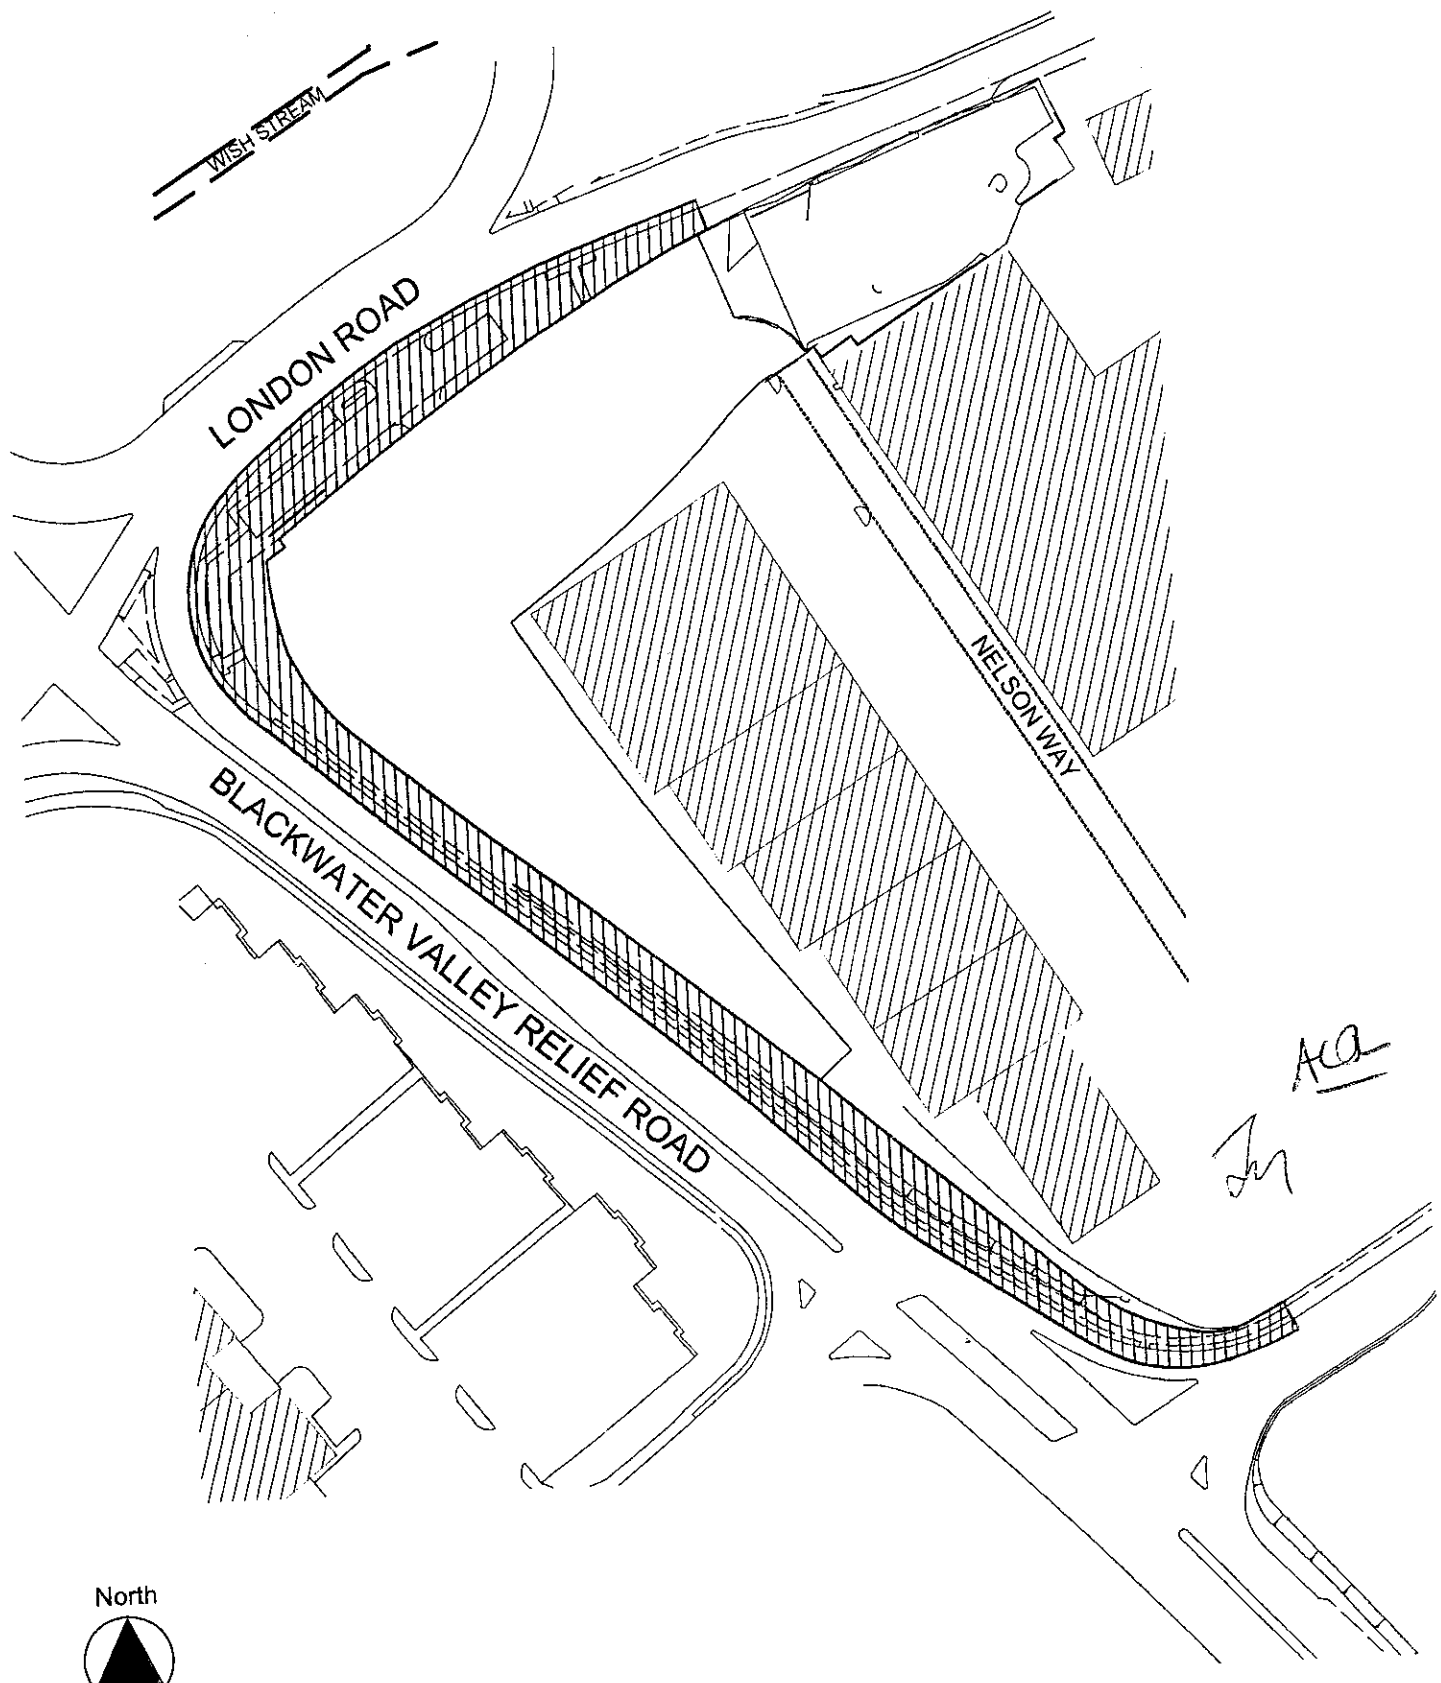 WISH STREAM
LONDON ROAD
NELSON WAY
BLACKWATER VALLEY RELIEF ROAD
North